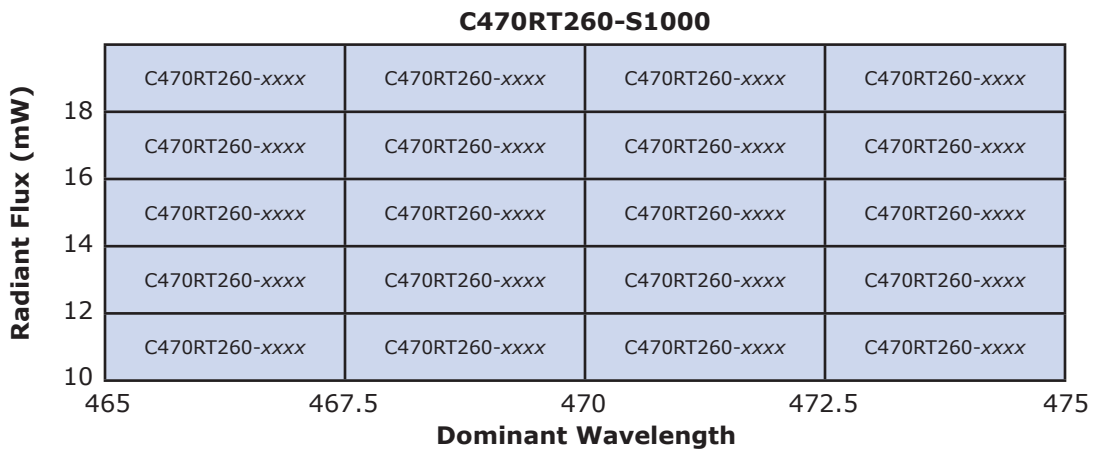 C470RT260-S1000
Radiant Flux (mW)
C470RT260-xxxx C470RT260-xxxx C470RT260-xxxx C470RT260-xxxx
18
C470RT260-xxxx C470RT260-xxxx C470RT260-xxxx C470RT260-xxxx
16
C470RT260-xxxx C470RT260-xxxx C470RT260-xxxx C470RT260-xxxx
14
C470RT260-xxxx C470RT260-xxxx C470RT260-xxxx C470RT260-xxxx
12
C470RT260-xxxx C470RT260-xxxx C470RT260-xxxx C470RT260-xxxx
10
465 467.5 470 472.5 475
Dominant Wavelength